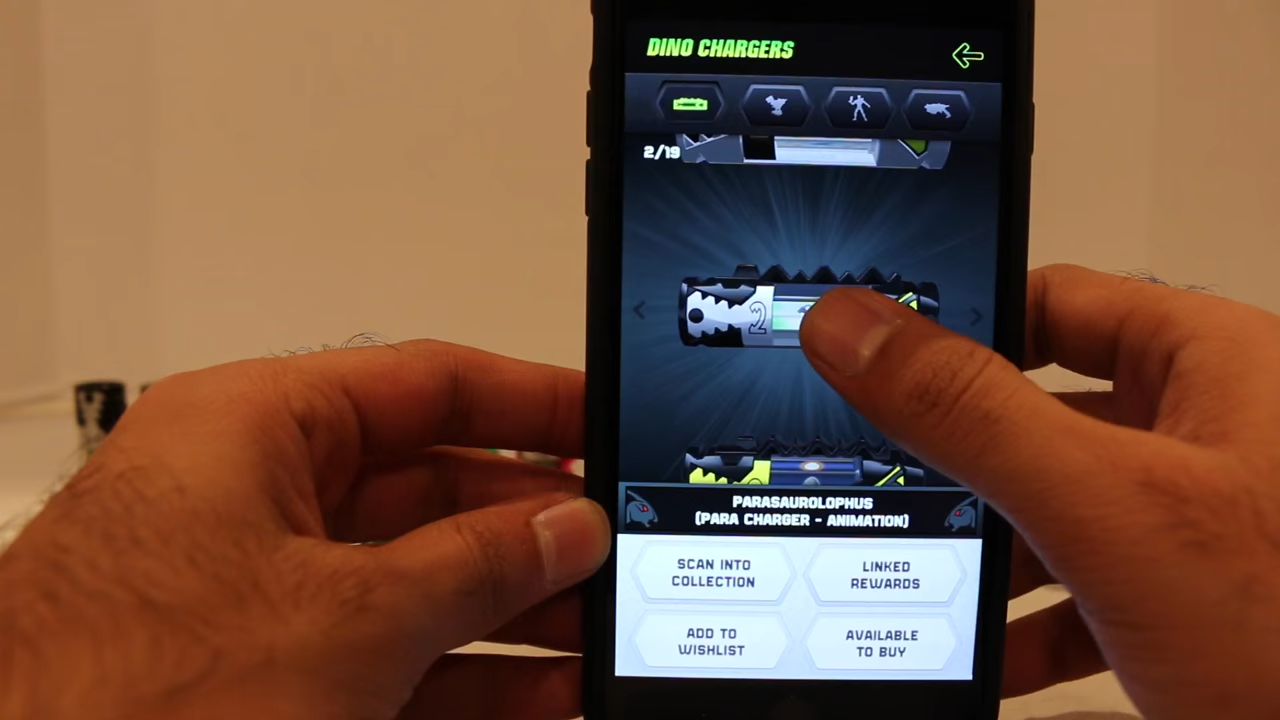 DINO CHARGERS
2/19
2
PARASAUROLOPHUS
(PARA CHARGER - ANIMATION)
SCAN INTO
COLLECTION
LINKED
REWARDS
ADD TO
WISHLIST
AVAILABLE
TO BUY